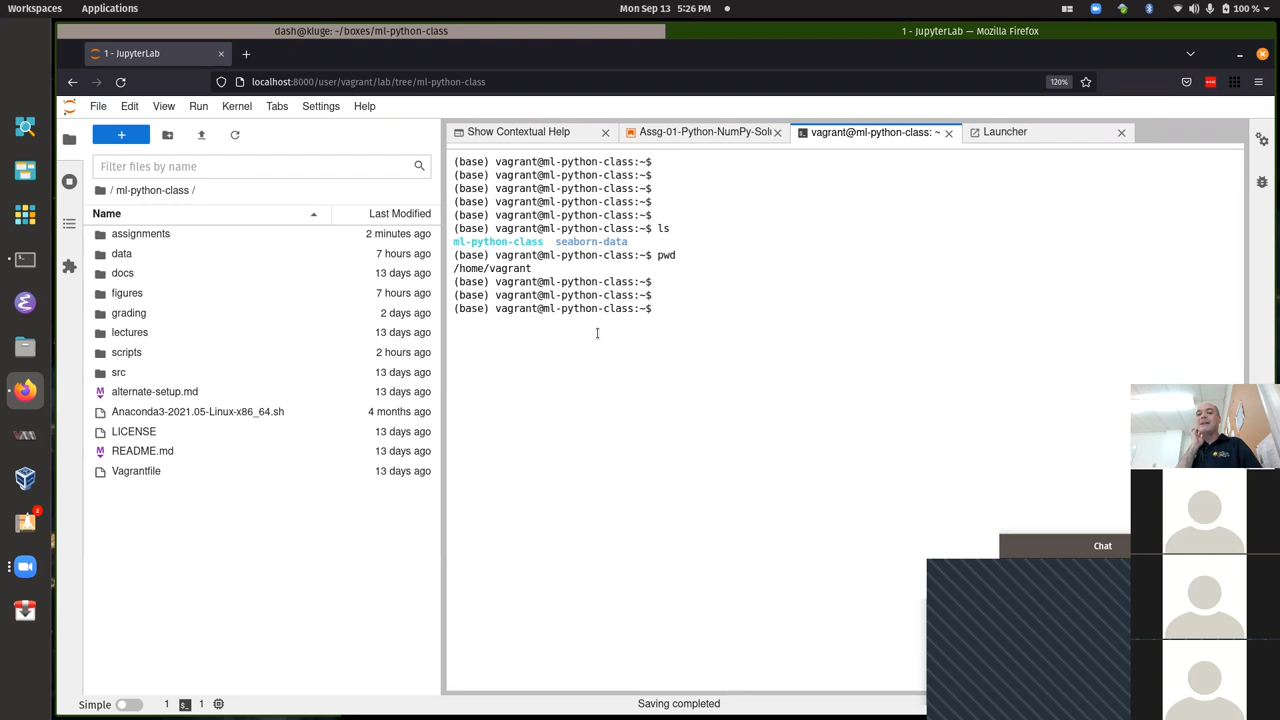 Workspaces
Applications
Mon Sep 13 5:26 PM
100 %
dash@kluge: ~/boxes/ml-python-class
1 - JupyterLab — Mozilla Firefox
1 - JupyterLab
localhost:8000/user/vagrant/lab/tree/ml-python-class
120%
File
Edit
View
Run
Kernel
Tabs
Settings
Help
Show Contextual Help
Assg-01-Python-NumPy-Solu
vagrant@ml-python-class: ~
Launcher
Filter files by name
/ ml-python-class /
Name
Last Modified
assignments 2 minutes ago
data 7 hours ago
docs 13 days ago
figures 7 hours ago
grading 2 days ago
lectures 13 days ago
scripts 2 hours ago
src 13 days ago
alternate-setup.md 13 days ago
Anaconda3-2021.05-Linux-x86_64.sh 4 months ago
LICENSE 13 days ago
README.md 13 days ago
Vagrantfile 13 days ago
(base) vagrant@ml-python-class:~$
(base) vagrant@ml-python-class:~$
(base) vagrant@ml-python-class:~$
(base) vagrant@ml-python-class:~$
(base) vagrant@ml-python-class:~$
(base) vagrant@ml-python-class:~$ ls
ml-python-class seaborn-data
(base) vagrant@ml-python-class:~$ pwd
/home/vagrant
(base) vagrant@ml-python-class:~$
(base) vagrant@ml-python-class:~$
(base) vagrant@ml-python-class:~$
Chat
2
Simple
1
1
Saving completed